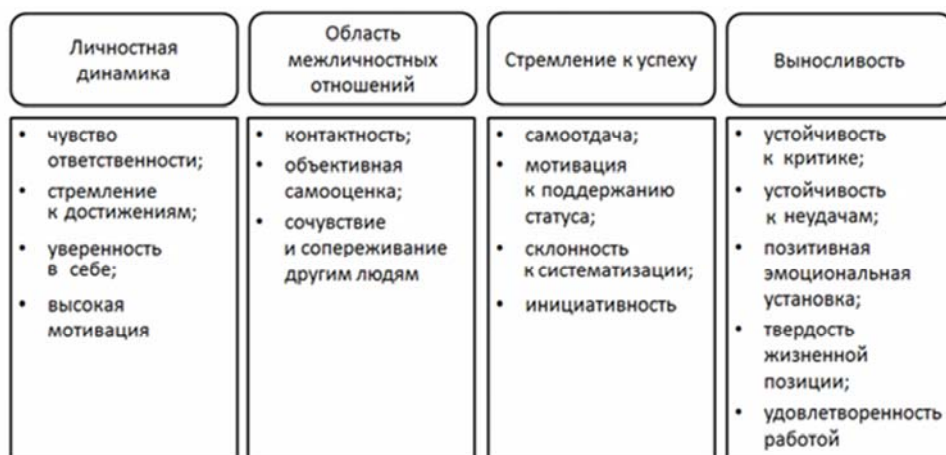 Личностная
динамика
Область
межличностных
отношений
Стремление к успеху
Выносливость
• чувство
ответственности;
• стремление
к достижениям;
• уверенность
в себе;
• высокая
мотивация
• контактность;
• объективная
самооценка;
• сочувствие
и сопереживание
другим людям
• самоотдача;
• мотивация
к поддержанию
статуса;
• склонность
к систематизации;
• инициативность
• устойчивость
к критике;
• устойчивость
к неудачам;
• позитивная
эмоциональная
установка;
• твердость
жизненной
позиции;
• удовлетворенность
работой